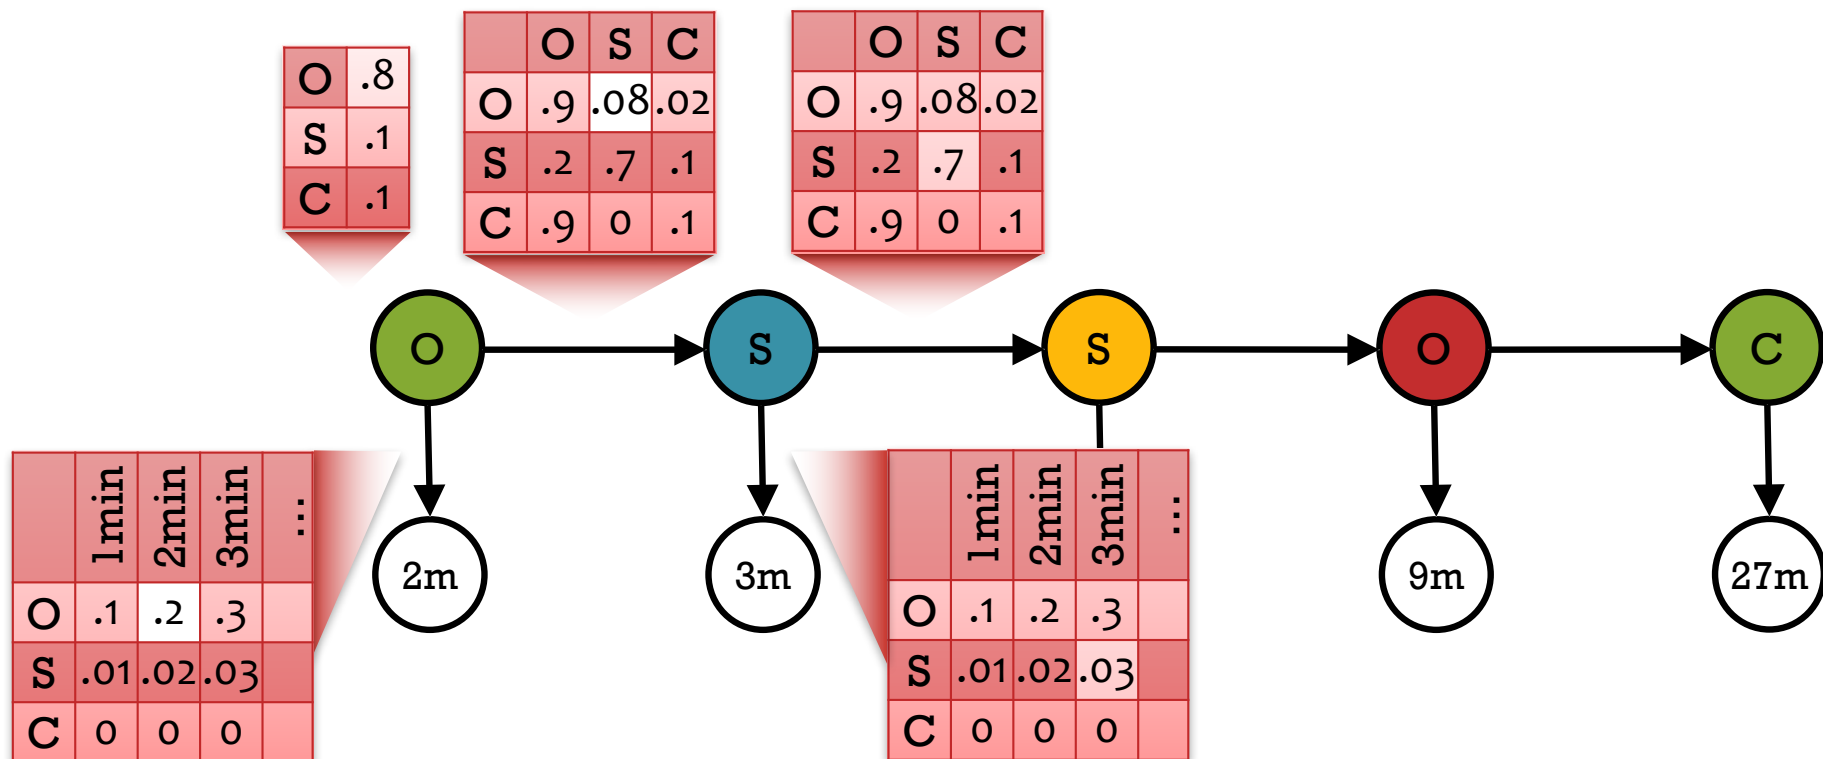 O .8
S .1
C .1
O S C
O .9 .08 .02
S .2 .7 .1
C .9 0 .1
O S C
O .9 .08 .02
S .2 .7 .1
C .9 0 .1
O S S O C
2m 3m 9m 27m
1min 2min 3min ...
O .1 .2 .3
S .01 .02 .03
C 0 0 0
1min 2min 3min ...
O .1 .2 .3
S .01 .02 .03
C 0 0 0